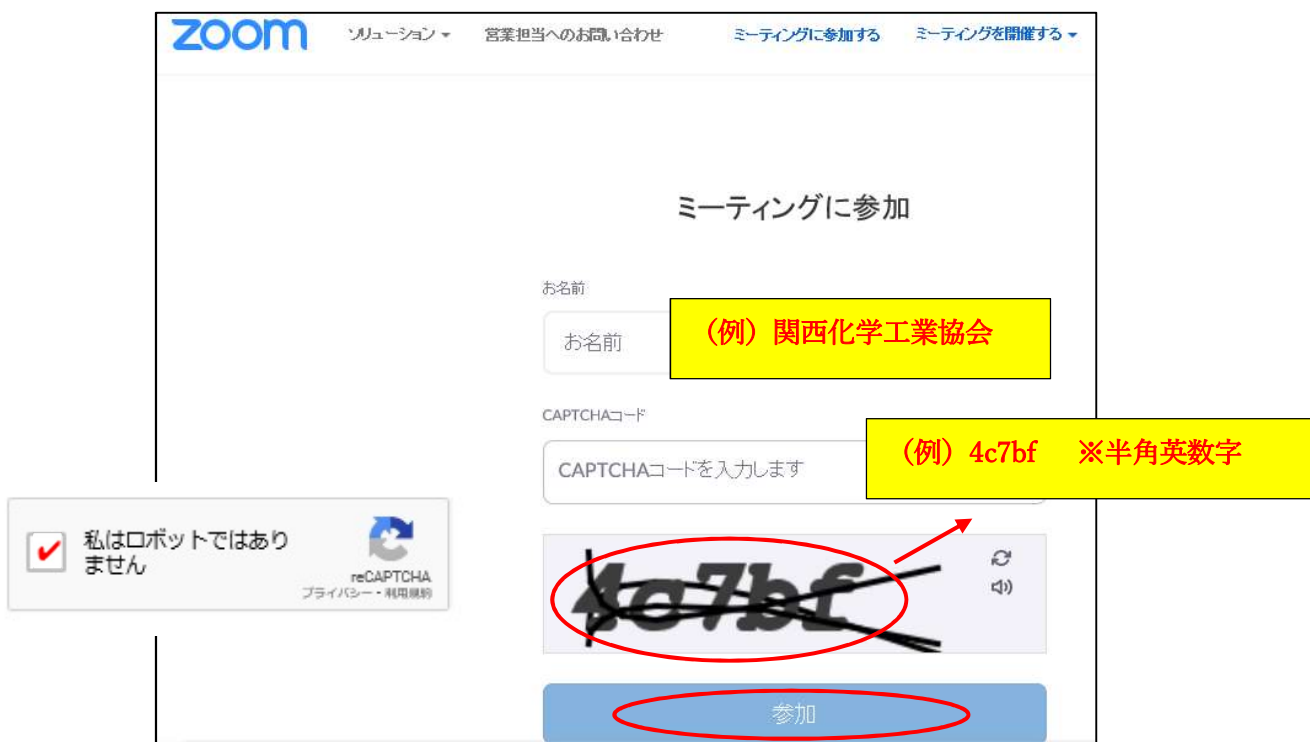 zoom ソリューション 営業担当へのお問い合わせ ミーティングに参加する ミーティングを開催する
ミーティングに参加
お名前
お名前
（例）関西化学工業協会
CAPTCHAコード
CAPTCHAコードを入力します
（例）4c7bf ※半角英数字
私はロボットではあり
ません
reCAPTCHA
プライバシー・利用規約
4c7bf
参加